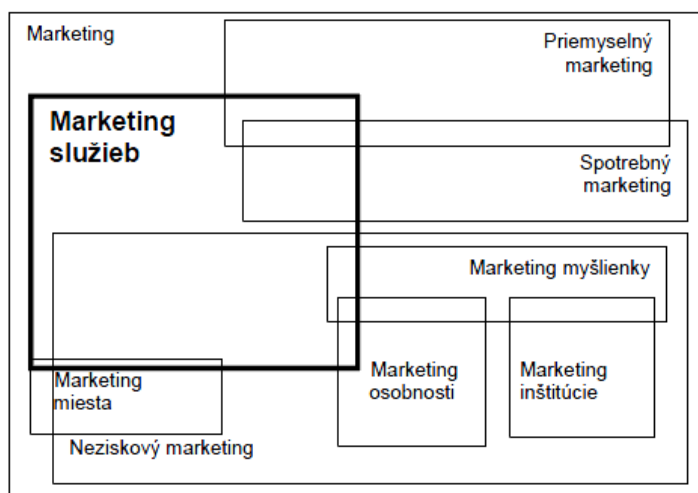 Marketing
Priemyselný
marketing
Marketing
služieb
Spotrebný
marketing
Marketing myšlienky
Marketing
miesta
Marketing
osobnosti
Marketing
inštitúcie
Neziskový marketing